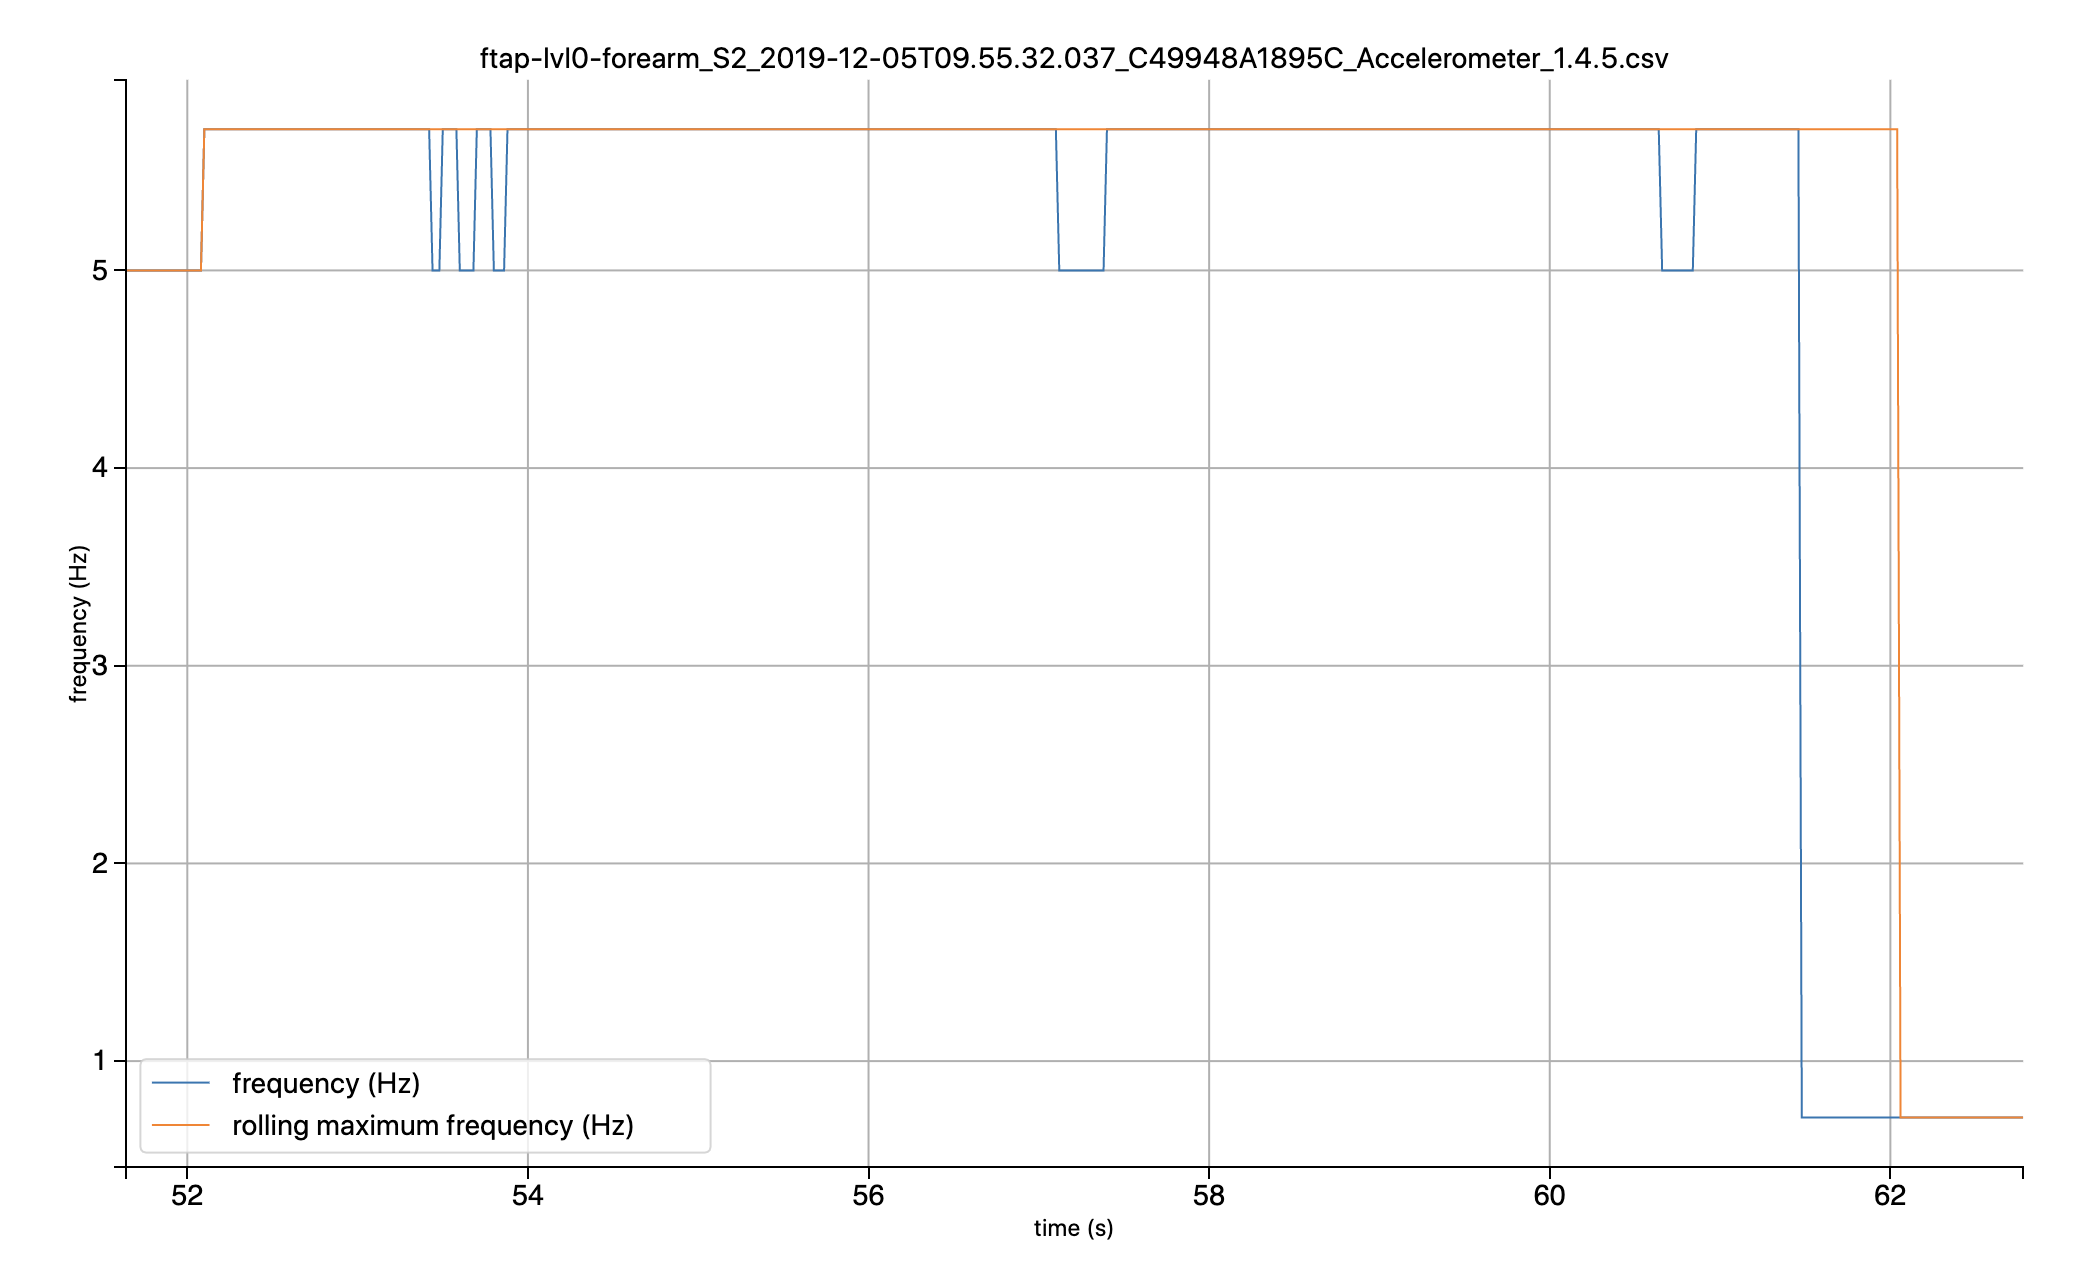 ftap-lvl0-forearm_S2_2019-12-05T09.55.32.037_C49948A1895C_Accelerometer_1.4.5.csv
5
4
3
2
1
frequency (Hz)
frequency (Hz)
rolling maximum frequency (Hz)
52 54 56 58 60 62
time (s)